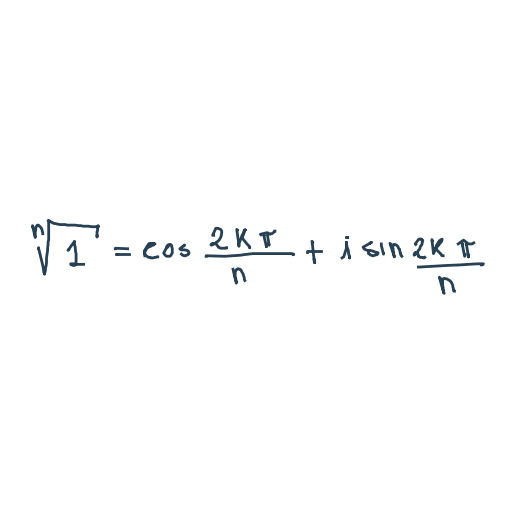 ⁿ√1 = cos 2kπ/n + i sin 2kπ/n